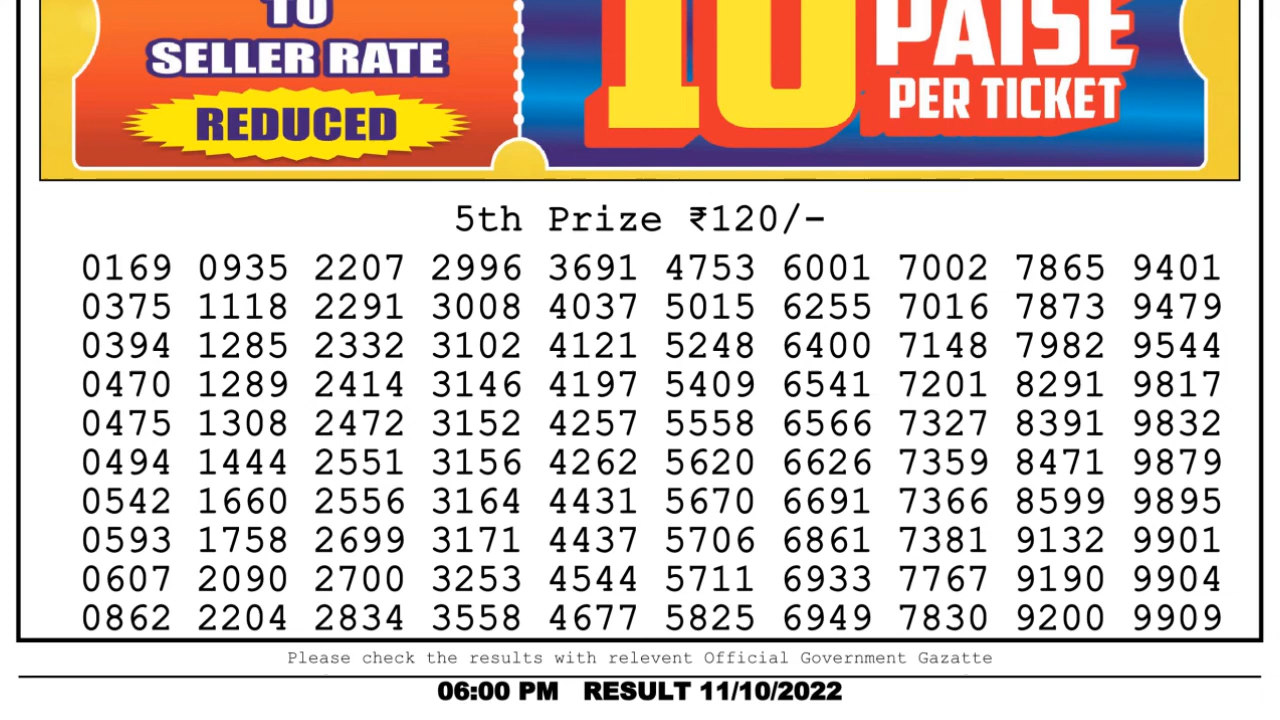 TO
SELLER RATE
REDUCED
10
PAISE
PER TICKET
5th Prize ₹120/-
0169 0935 2207 2996 3691 4753 6001 7002 7865 9401
0375 1118 2291 3008 4037 5015 6255 7016 7873 9479
0394 1285 2332 3102 4121 5248 6400 7148 7982 9544
0470 1289 2414 3146 4197 5409 6541 7201 8291 9817
0475 1308 2472 3152 4257 5558 6566 7327 8391 9832
0494 1444 2551 3156 4262 5620 6626 7359 8471 9879
0542 1660 2556 3164 4431 5670 6691 7366 8599 9895
0593 1758 2699 3171 4437 5706 6861 7381 9132 9901
0607 2090 2700 3253 4544 5711 6933 7767 9190 9904
0862 2204 2834 3558 4677 5825 6949 7830 9200 9909
Please check the results with relevent Official Government Gazatte
06:00 PM RESULT 11/10/2022